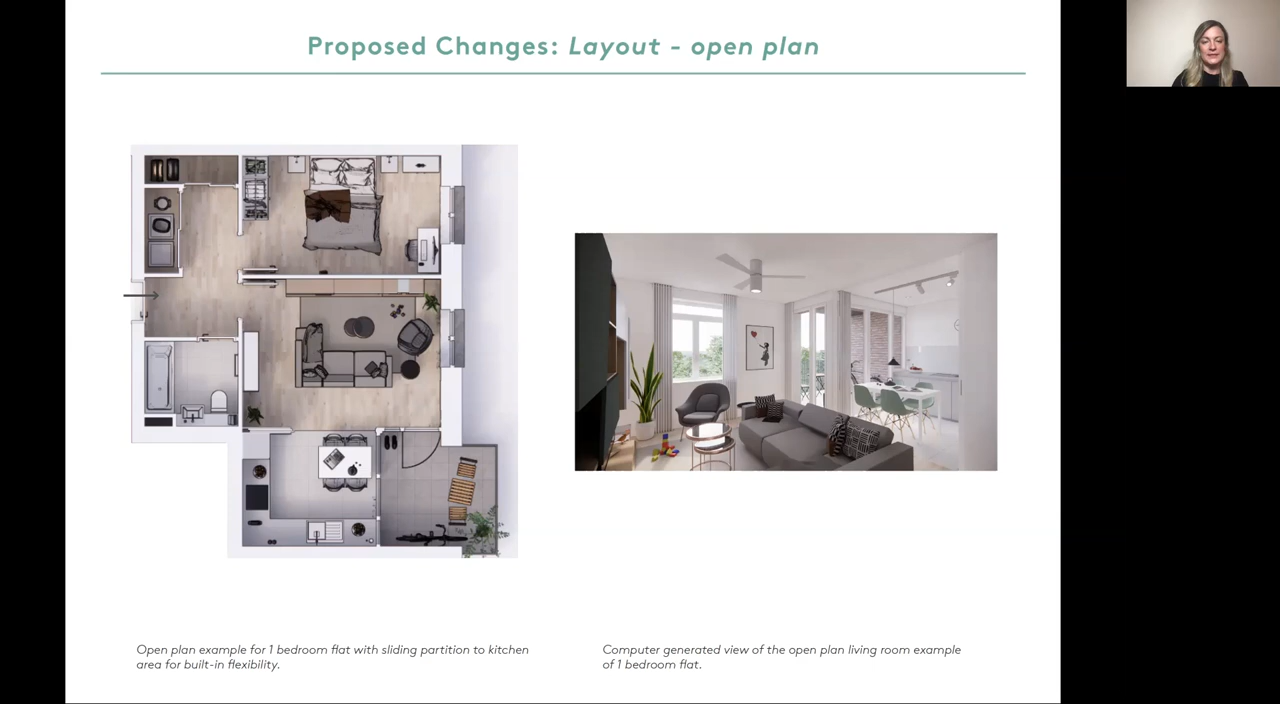 Proposed Changes: Layout - open plan
Open plan example for 1 bedroom flat with sliding partition to kitchen
area for built-in flexibility.
Computer generated view of the open plan living room example
of 1 bedroom flat.